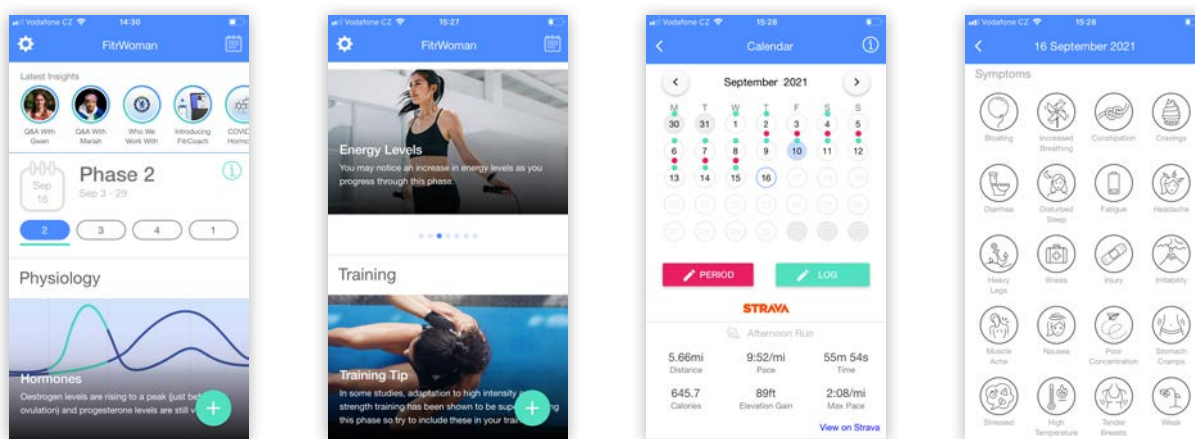 Vodafone CZ 14:30
FitrWoman
Latest Insights
Q&A With
Gwen
Q&A With
Mariah
Who We
Work With
Introducing
FitrCoach
COVID
Hormo
Sep
16
Phase 2
Sep 3 - 29
2 3 4 1
Physiology
Hormones
Oestrogen levels are rising to a peak (just bef
ovulation) and progesterone levels are still v
Vodafone CZ 15:27
FitrWoman
Energy Levels
You may notice an increase in energy levels as you
progress through this phase.
Training
Training Tip
In some studies, adaptation to high intensity
strength training has been shown to be supe ing
this phase so try to include these in your train
Vodafone CZ 15:28
Calendar
September 2021
M T W T F S S
30 31 1 2 3 4 5
6 7 8 9 10 11 12
13 14 15 16
PERIOD
LOG
STRAVA
Afternoon Run
5.66mi 9:52/mi 55m 54s
Distance Pace Time
645.7 89ft 2:08/mi
Calories Elevation Gain Max Pace
View on Strava
Vodafone CZ 15:28
16 September 2021
Symptoms
Bloating
Increased
Breathing
Constipation
Cravings
Diarrhea
Disturbed
Sleep
Fatigue
Headache
Heavy
Legs
Illness
Injury
Irritability
Muscle
Ache
Nausea
Poor
Concentration
Stomach
Cramps
Stressed
High
Temperature
Tender
Breasts
Weak